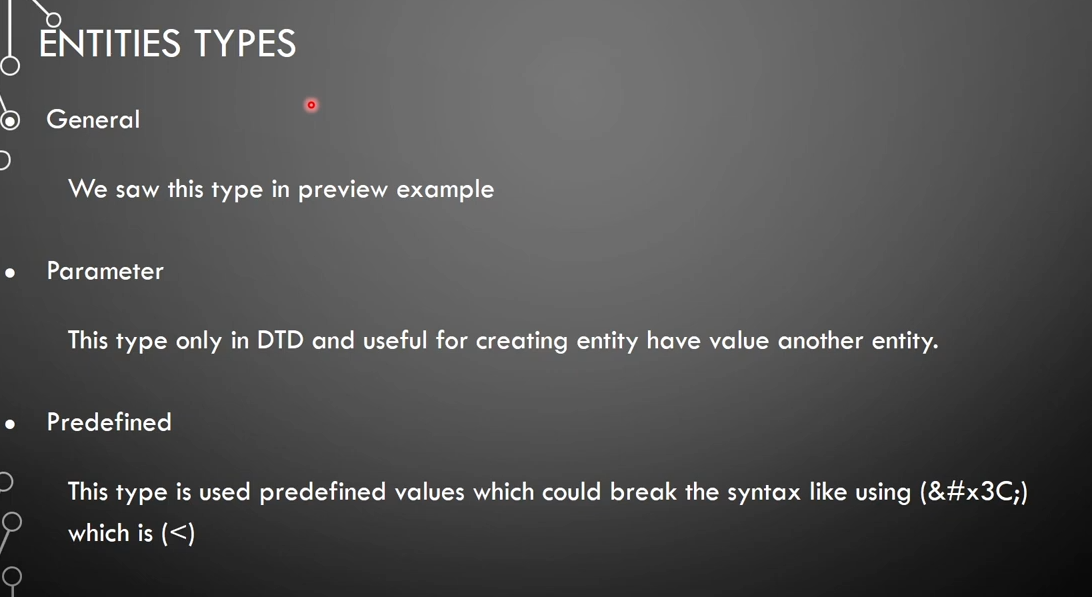 ENTITIES TYPES
General
We saw this type in preview example
Parameter
This type only in DTD and useful for creating entity have value another entity.
Predefined
This type is used predefined values which could break the syntax like using (&#x3C;)
which is (<)